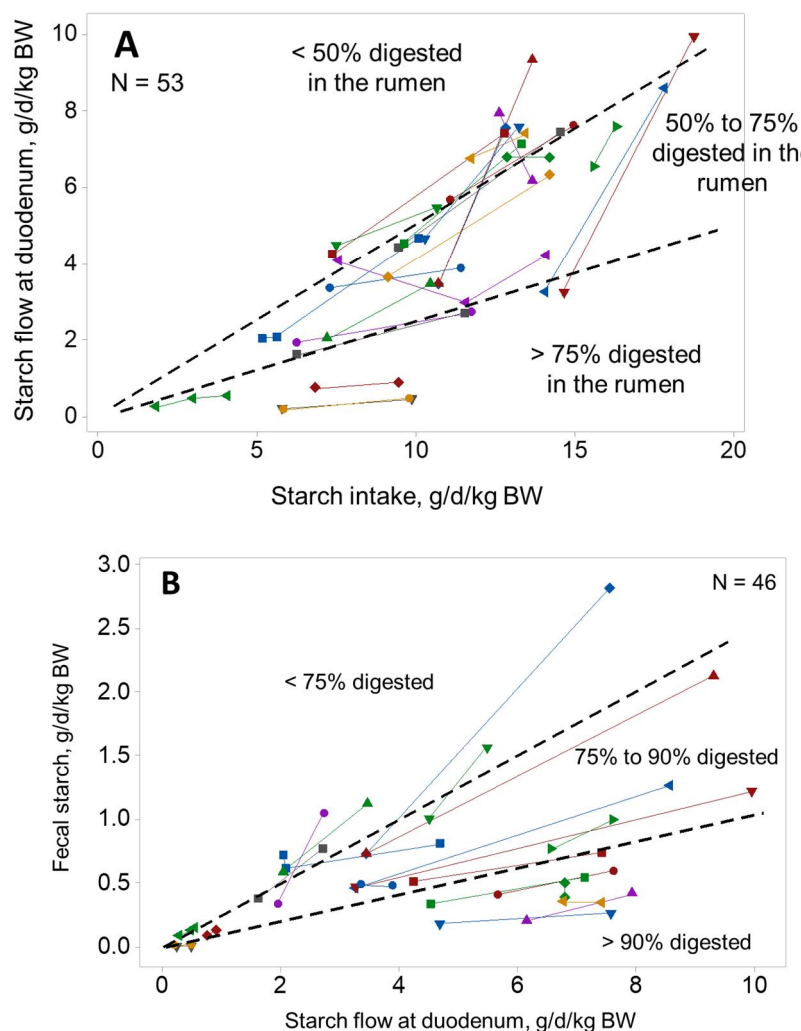 A
N = 53
< 50% digested
in the rumen
50% to 75%
digested in the
rumen
> 75% digested
in the rumen
Starch flow at duodenum, g/d/kg BW
10
8
6
4
2
0
0 5 10 15 20
Starch intake, g/d/kg BW
B
N = 46
< 75% digested
75% to 90% digested
> 90% digested
Fecal starch, g/d/kg BW
3.0
2.5
2.0
1.5
1.0
0.5
0.0
0 2 4 6 8 10
Starch flow at duodenum, g/d/kg BW